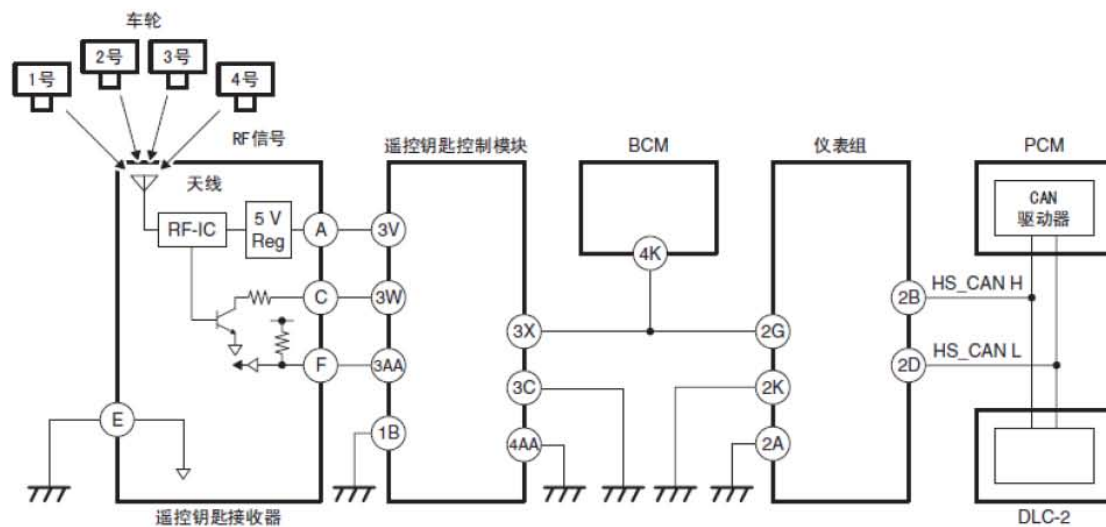 车轮
1号
2号
3号
4号
RF信号
天线
RF-IC
5 V
Reg
A
C
F
E
遥控钥匙接收器
遥控钥匙控制模块
3V
3W
3AA
1B
3X
3C
4AA
BCM
4K
仪表组
2G
2K
2A
2B
2D
HS_CAN H
HS_CAN L
PCM
CAN
驱动器
DLC-2